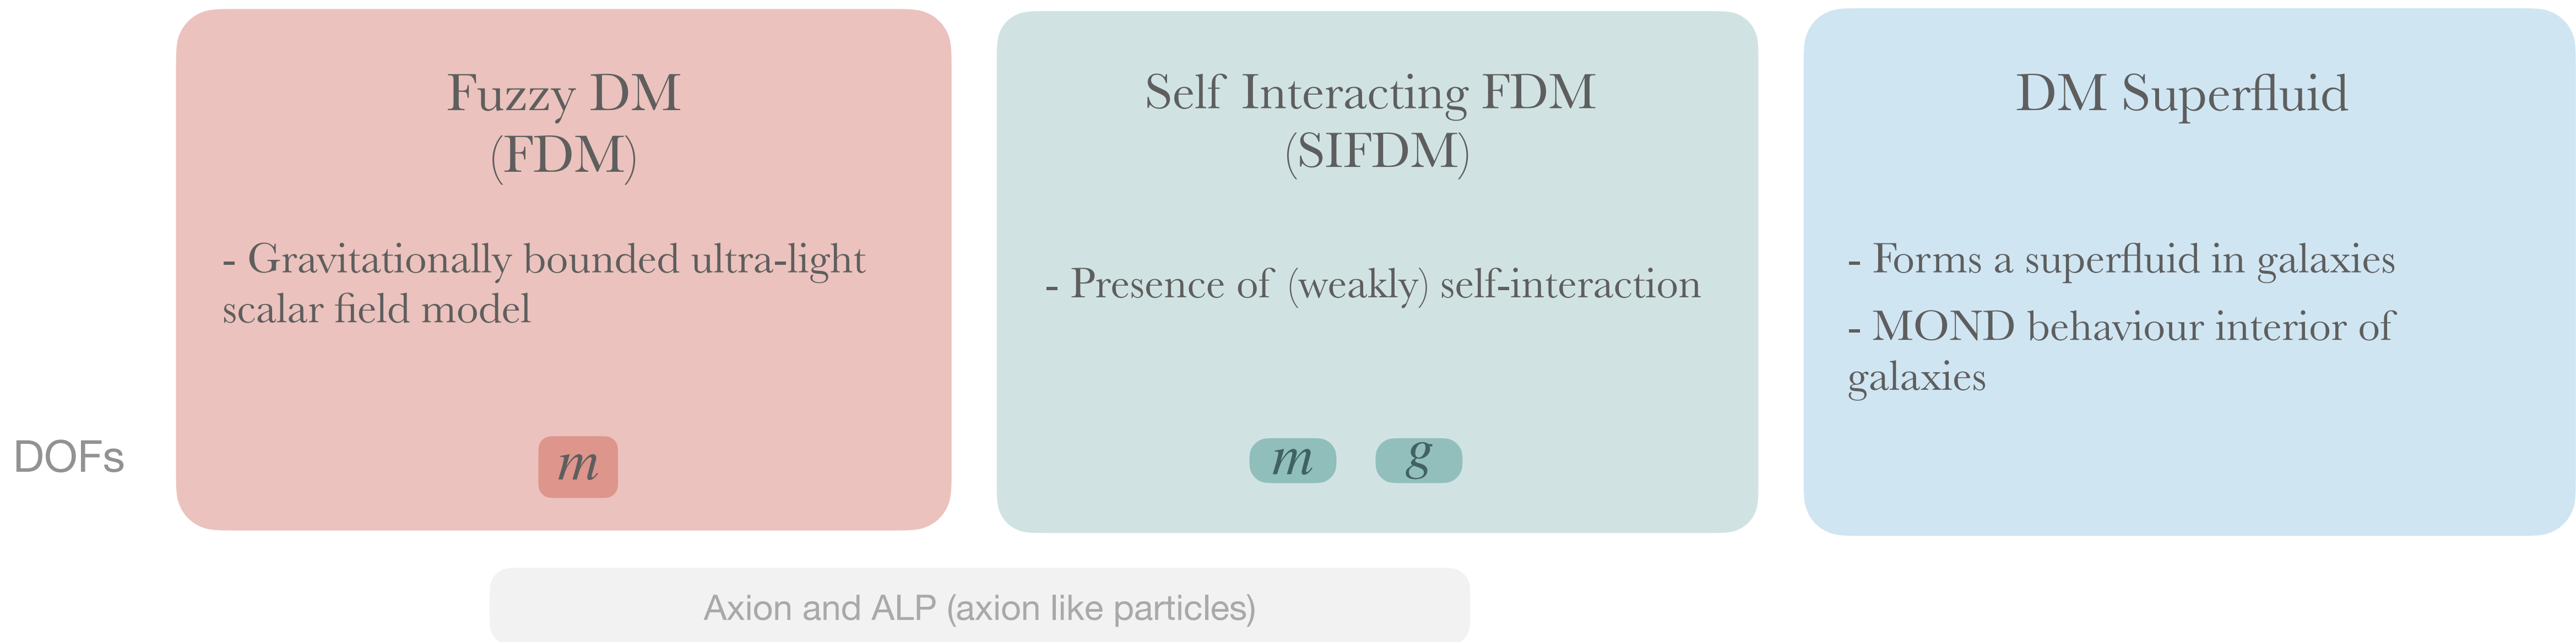 Fuzzy DM
(FDM)
- Gravitationally bounded ultra-light
scalar field model
m
Self Interacting FDM
(SIFDM)
- Presence of (weakly) self-interaction
m
g
DM Superfluid
- Forms a superfluid in galaxies
- MOND behaviour interior of
galaxies
DOFs
Axion and ALP (axion like particles)